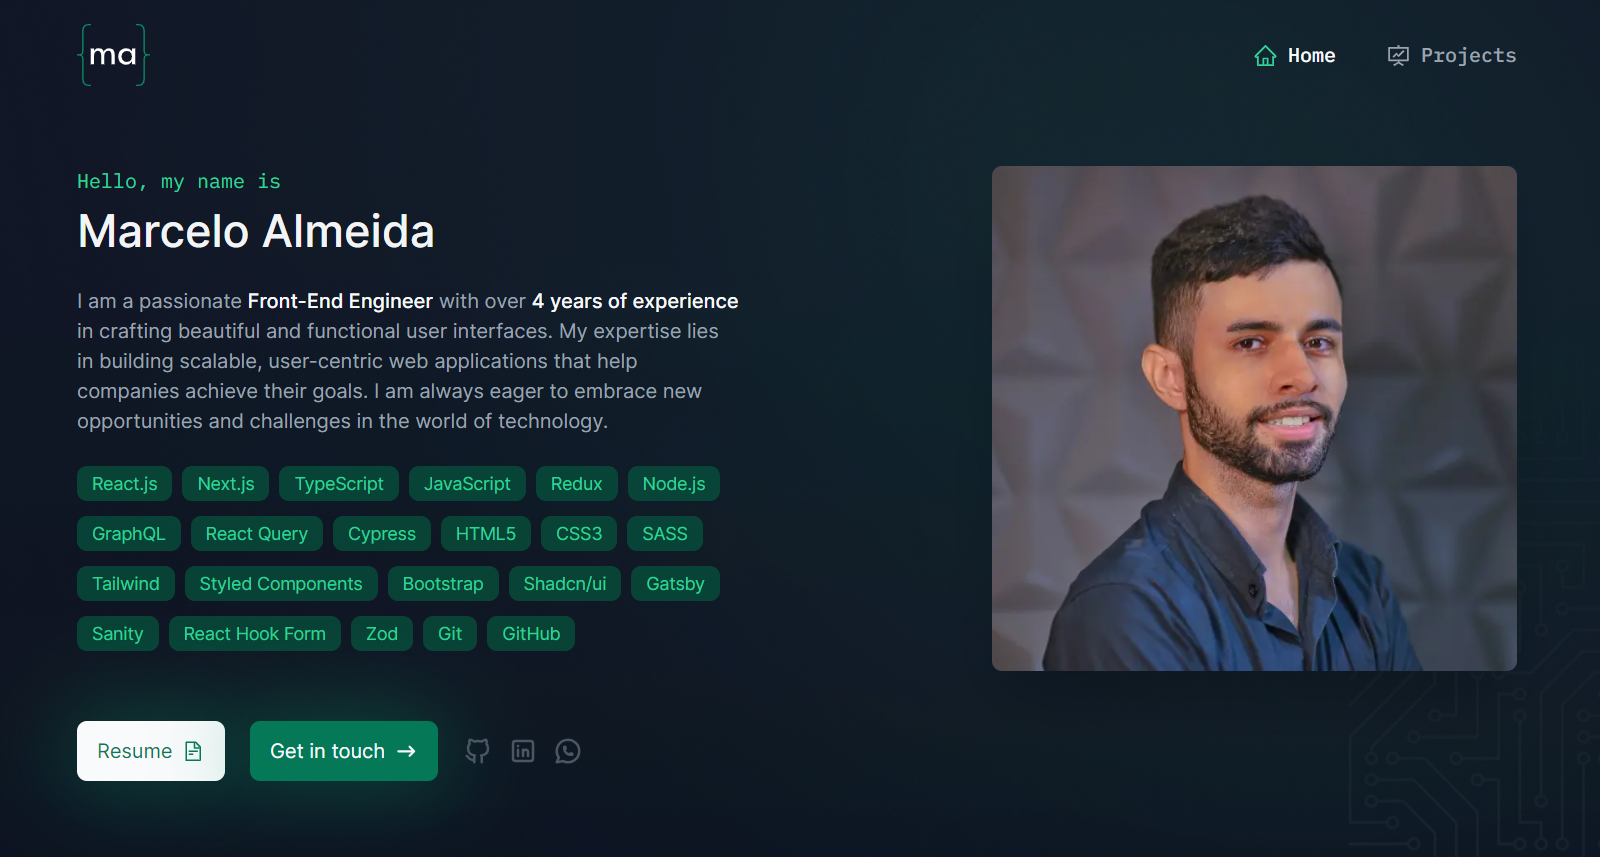 {ma}
Home Projects
Hello, my name is
Marcelo Almeida
I am a passionate Front-End Engineer with over 4 years of experience
in crafting beautiful and functional user interfaces. My expertise lies
in building scalable, user-centric web applications that help
companies achieve their goals. I am always eager to embrace new
opportunities and challenges in the world of technology.
React.js Next.js TypeScript JavaScript Redux Node.js
GraphQL React Query Cypress HTML5 CSS3 SASS
Tailwind Styled Components Bootstrap Shadcn/ui Gatsby
Sanity React Hook Form Zod Git GitHub
Resume Get in touch → in